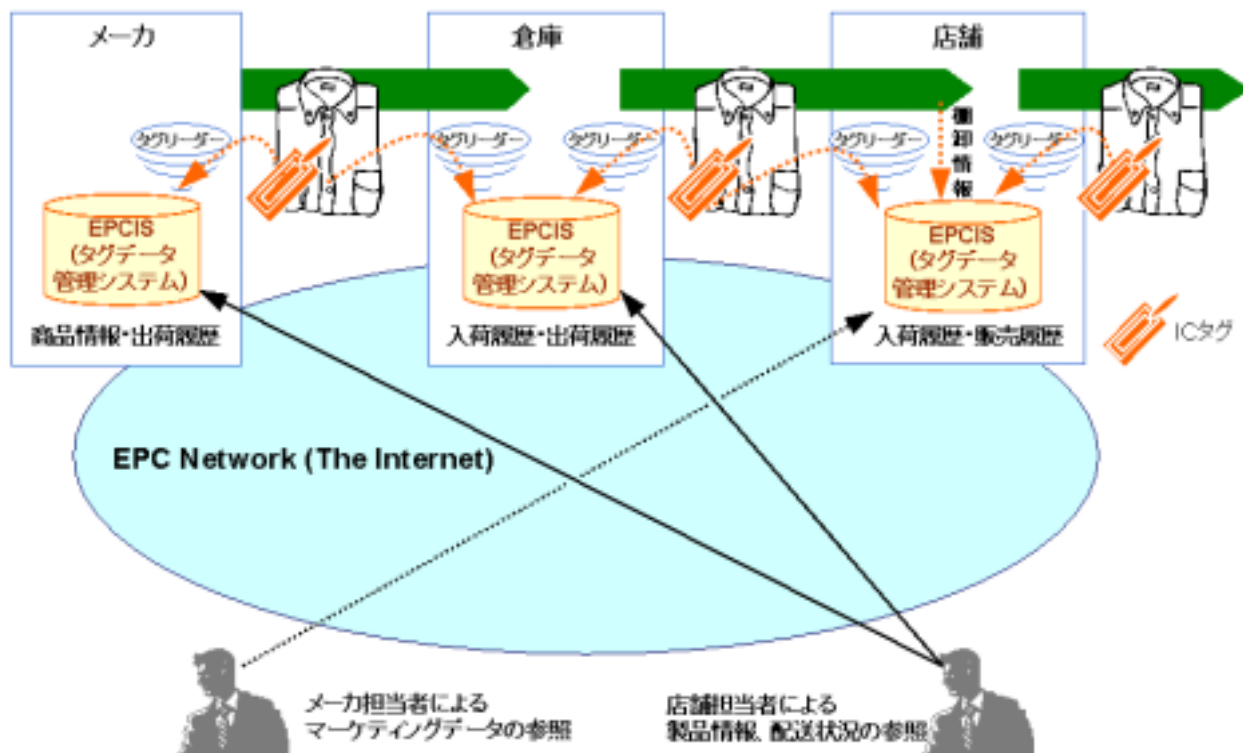 メーカ
倉庫
店舗
タグリーダー
タグリーダー
タグリーダー
タグリーダー
タグリーダー
棚卸情報
EPCIS
(タグデータ
管理システム)
EPCIS
(タグデータ
管理システム)
EPCIS
(タグデータ
管理システム)
商品情報・出荷履歴
入荷履歴・出荷履歴
入荷履歴・販売履歴
ICタグ
EPC Network (The Internet)
メーカ担当者による
マーケティングデータの参照
店舗担当者による
製品情報、配送状況の参照